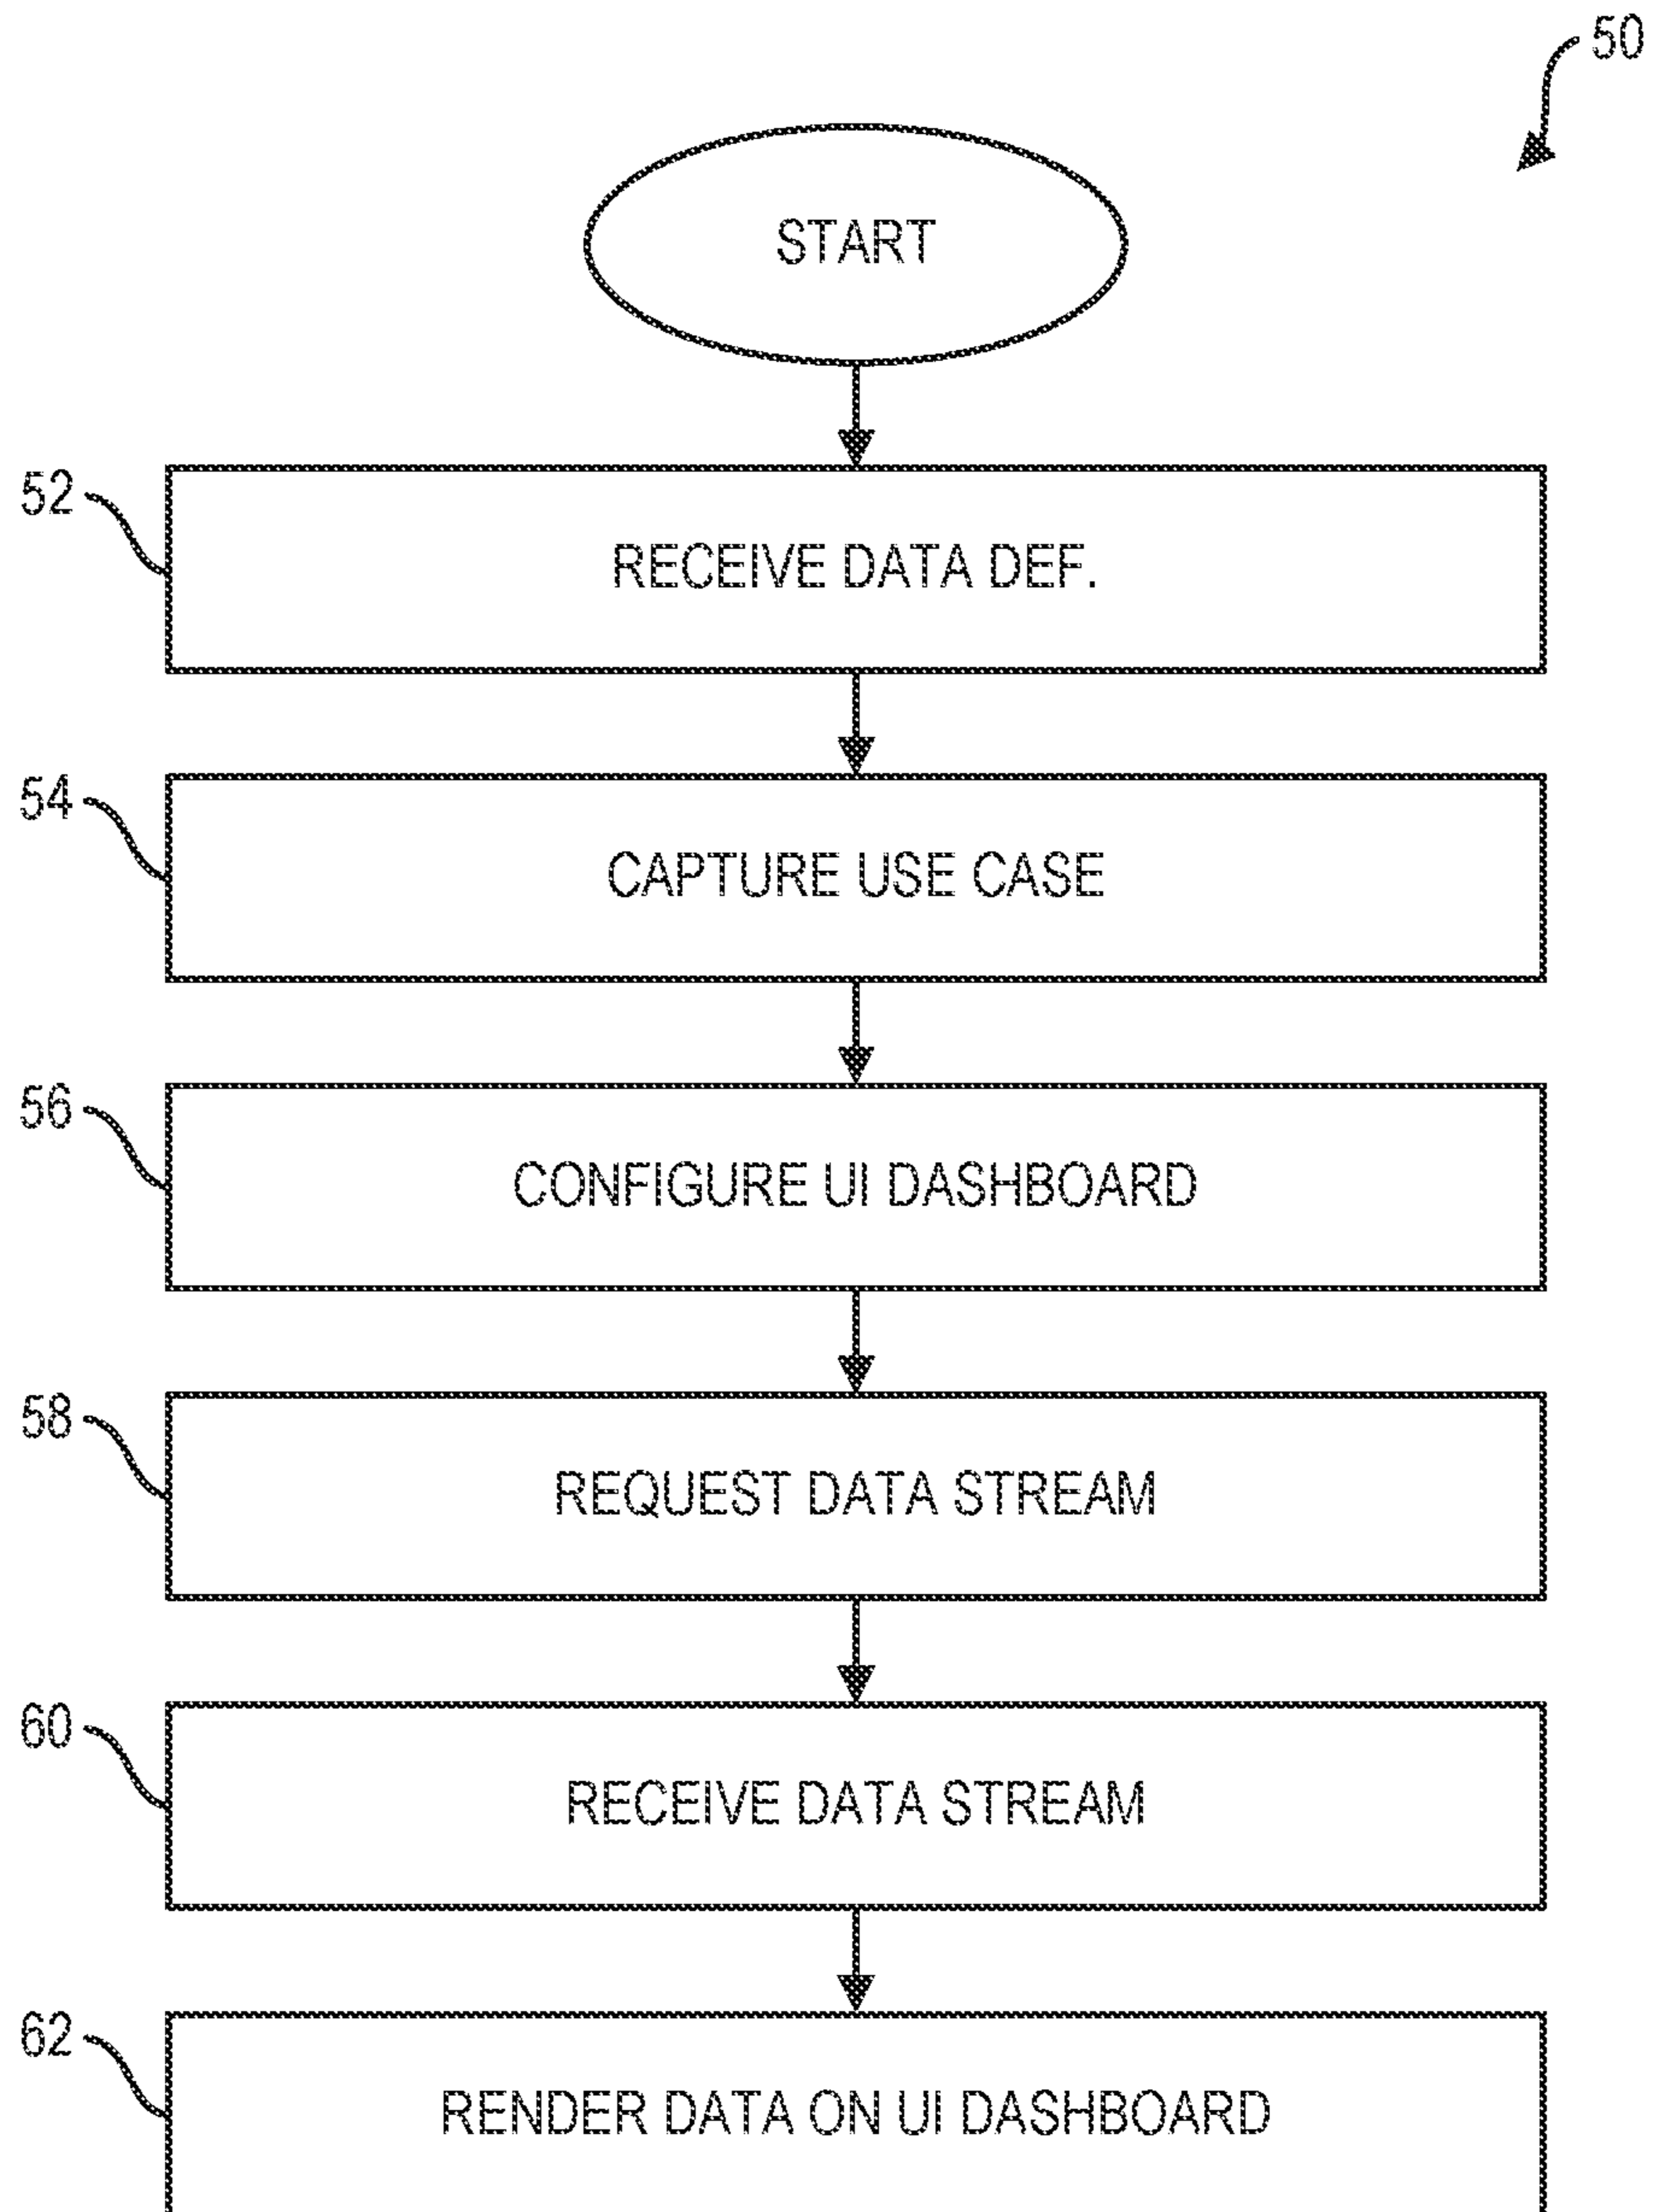 50
START
52
RECEIVE DATA DEF.
54
CAPTURE USE CASE
56
CONFIGURE UI DASHBOARD
58
REQUEST DATA STREAM
60
RECEIVE DATA STREAM
62
RENDER DATA ON UI DASHBOARD